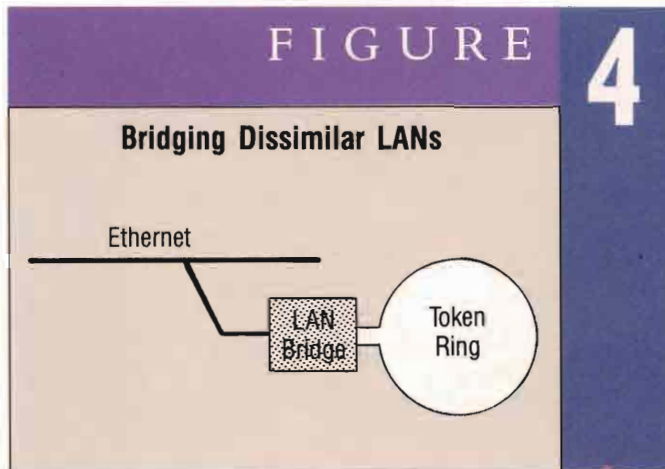 FIGURE 4
Bridging Dissimilar LANs
Ethernet
LAN
Bridge
Token
Ring